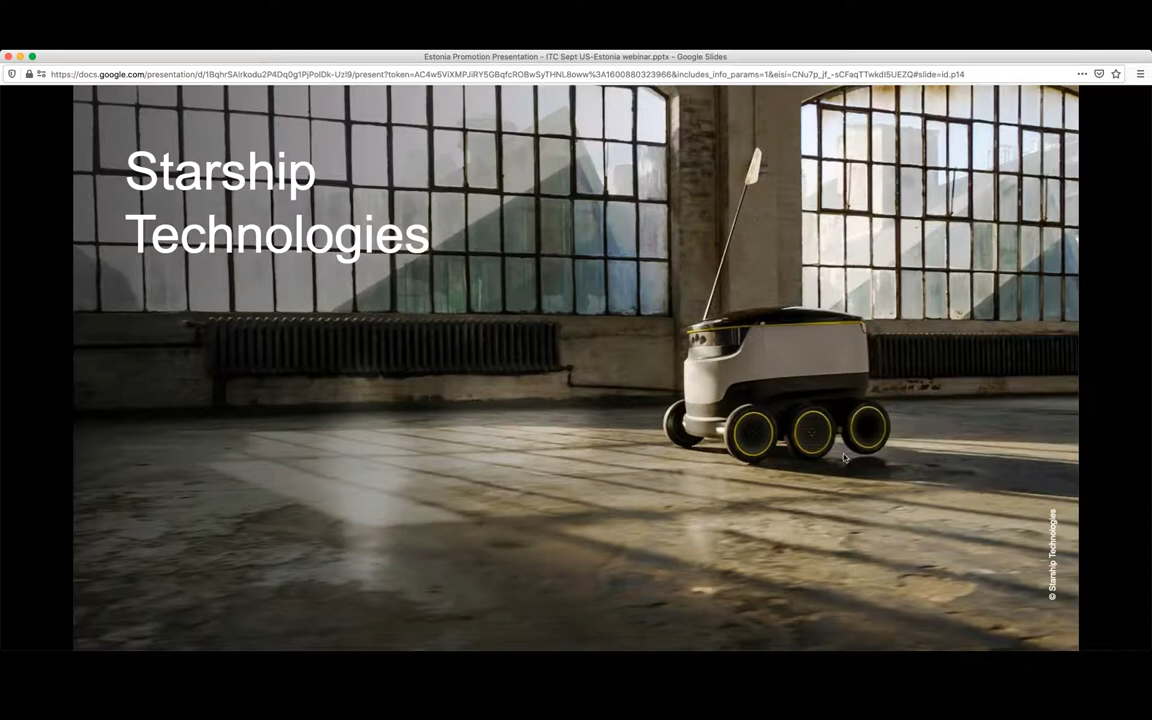 Estonia Promotion Presentation - ITC Sept US-Estonia webinar.pptx - Google Slides
Starship
Technologies
© Starship Technologies